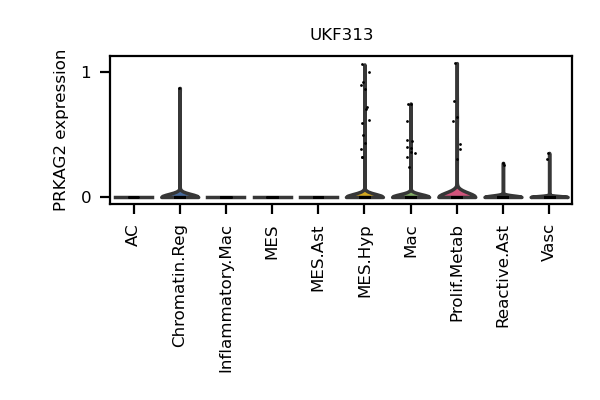 UKF313
PRKAG2 expression
1
0
AC
Chromatin.Reg
Inflammatory.Mac
MES
MES.Ast
MES.Hyp
Mac
Prolif.Metab
Reactive.Ast
Vasc